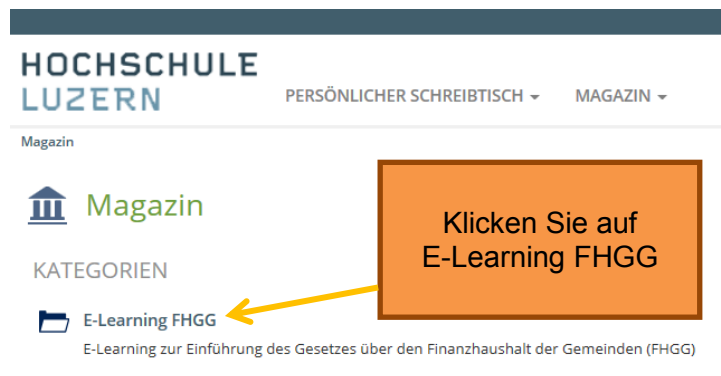 HOCHSCHULE
LUZERN
PERSÖNLICHER SCHREIBTISCH MAGAZIN
Magazin
Magazin
Klicken Sie auf
E-Learning FHGG
KATEGORIEN
E-Learning FHGG
E-Learning zur Einführung des Gesetzes über den Finanzhaushalt der Gemeinden (FHGG)